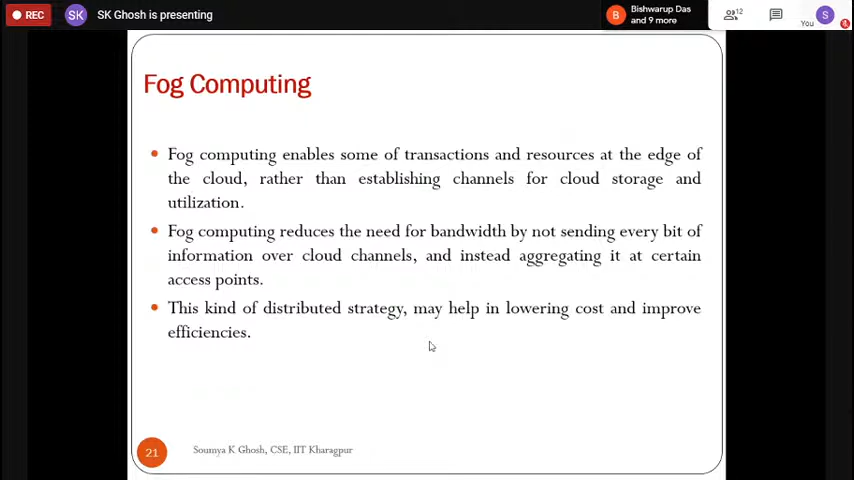 REC
SK
SK Ghosh is presenting
B
Bishwarup Das
and 9 more
12
You
S
Fog Computing
• Fog computing enables some of transactions and resources at the edge of
the cloud, rather than establishing channels for cloud storage and
utilization.
• Fog computing reduces the need for bandwidth by not sending every bit of
information over cloud channels, and instead aggregating it at certain
access points.
• This kind of distributed strategy, may help in lowering cost and improve
efficiencies.
21
Soumya K Ghosh, CSE, IIT Kharagpur